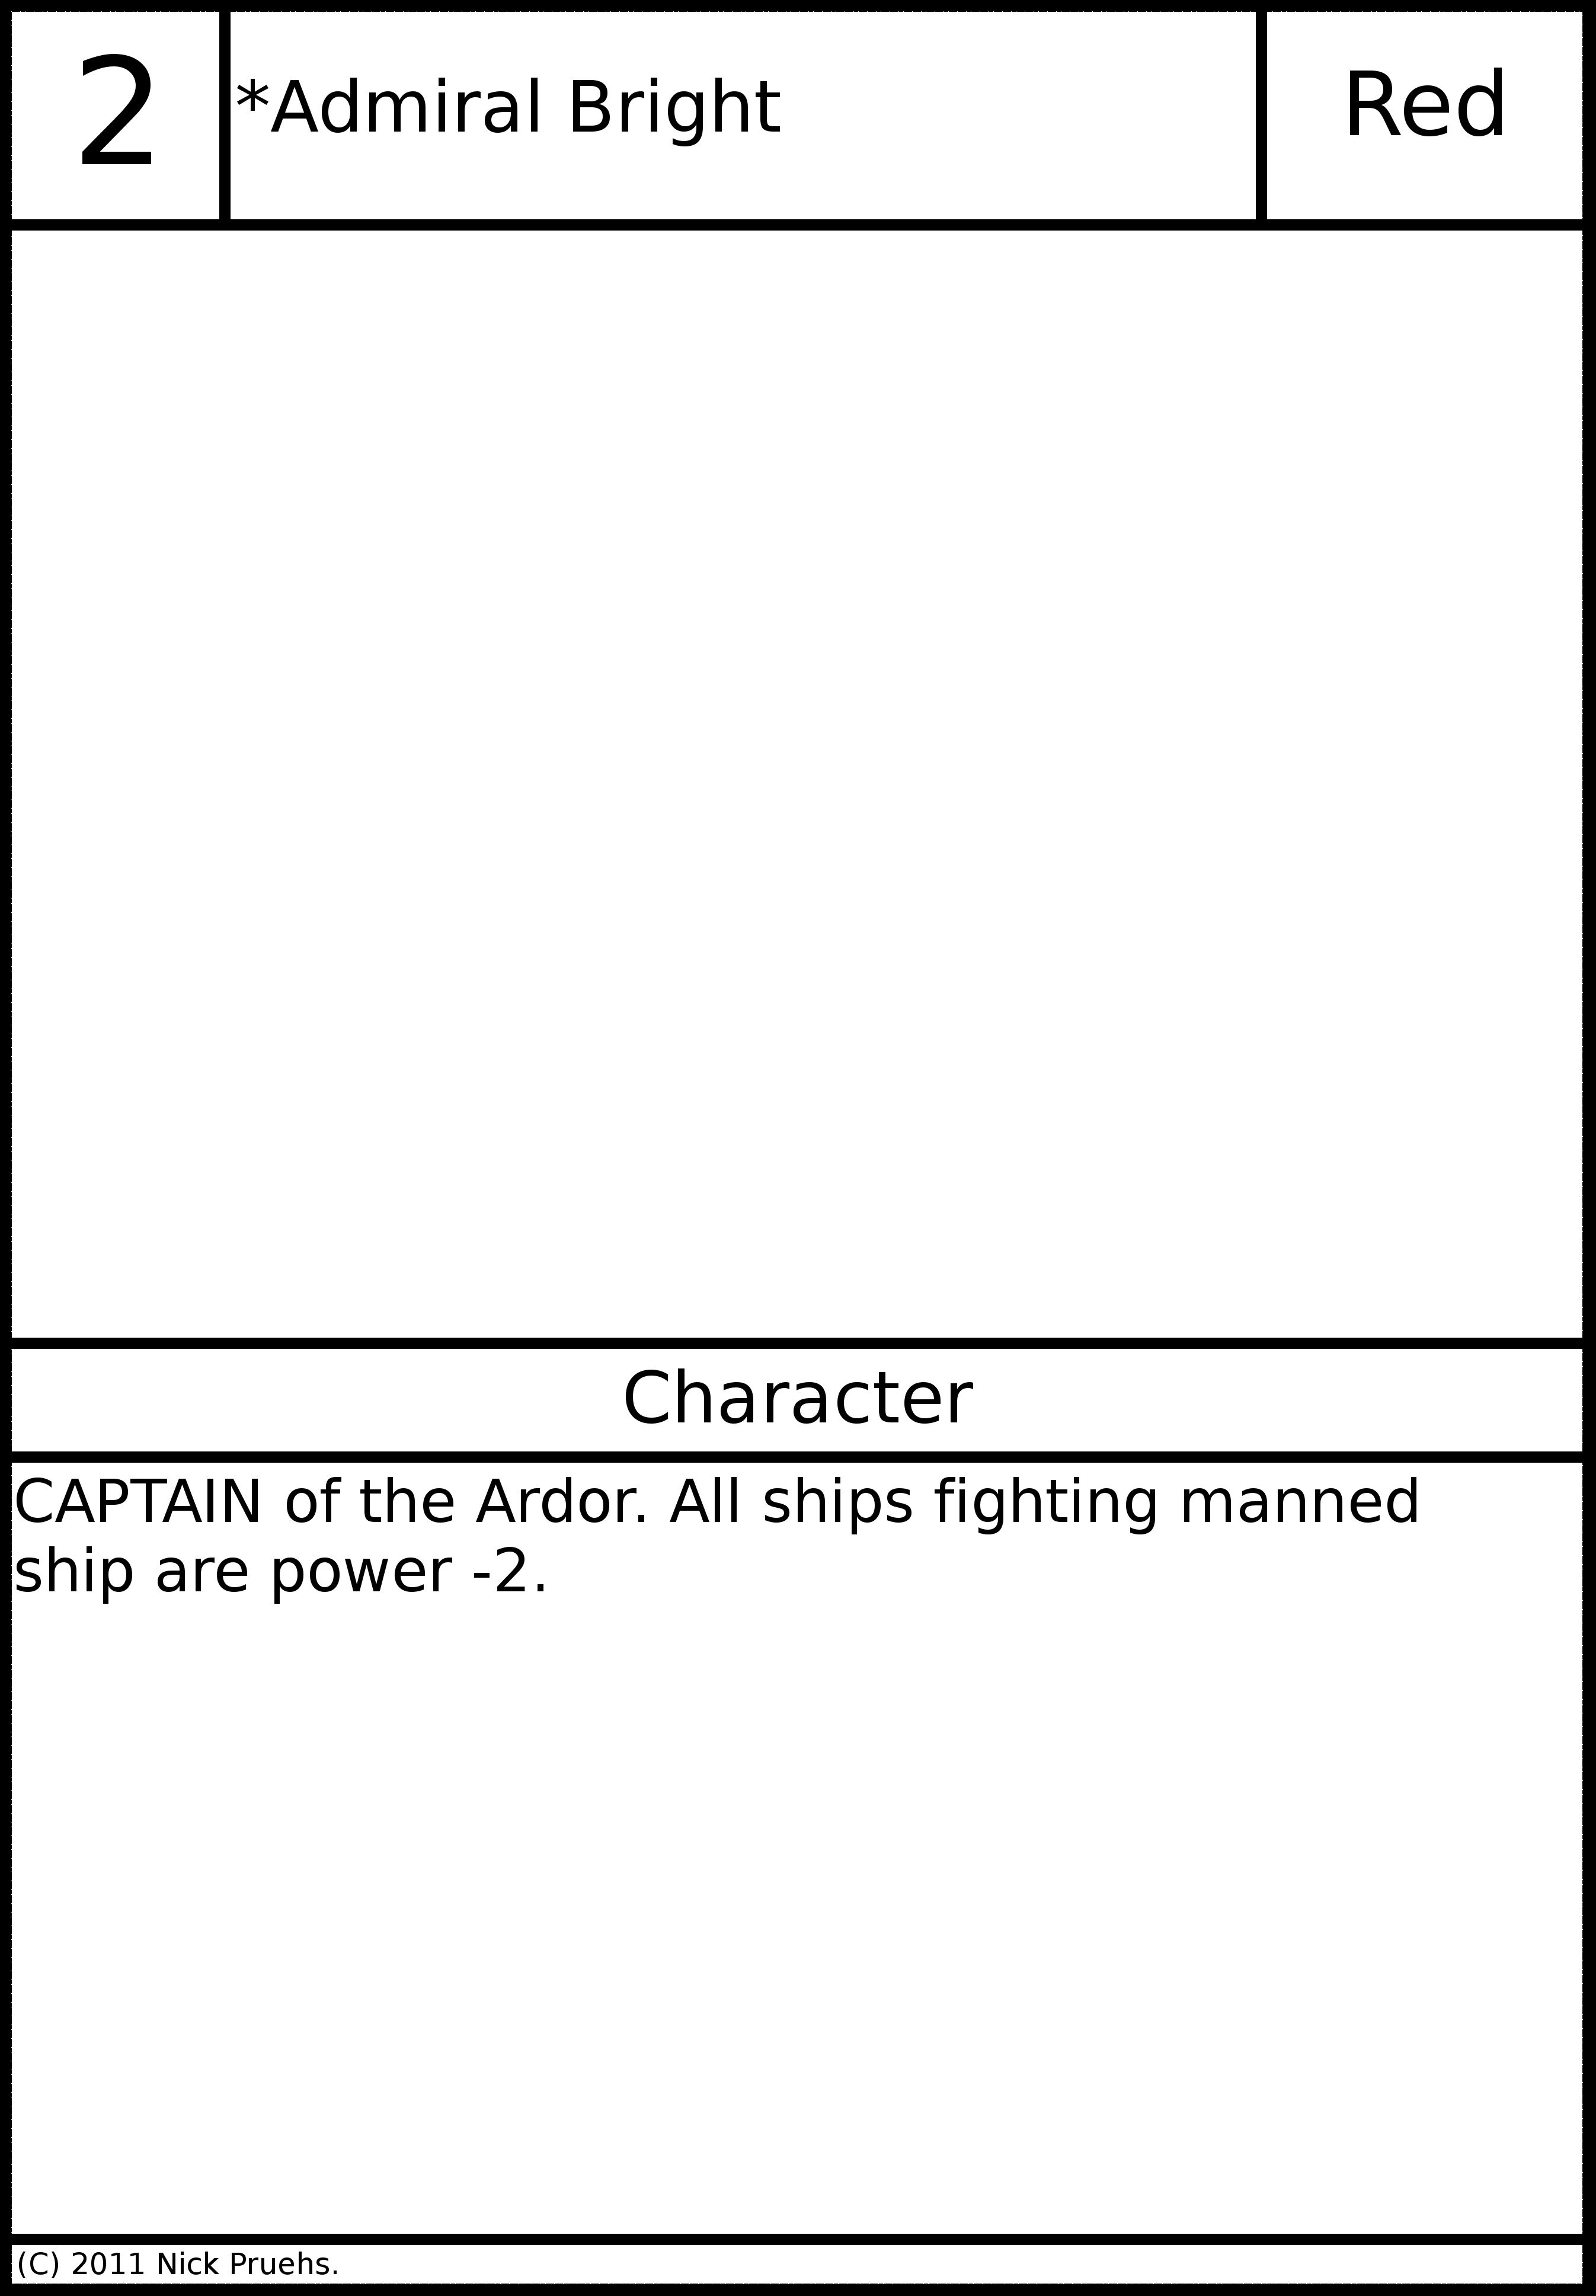 2
*Admiral Bright
Red
Character
CAPTAIN of the Ardor. All ships fighting manned
ship are power -2.
(C) 2011 Nick Pruehs.